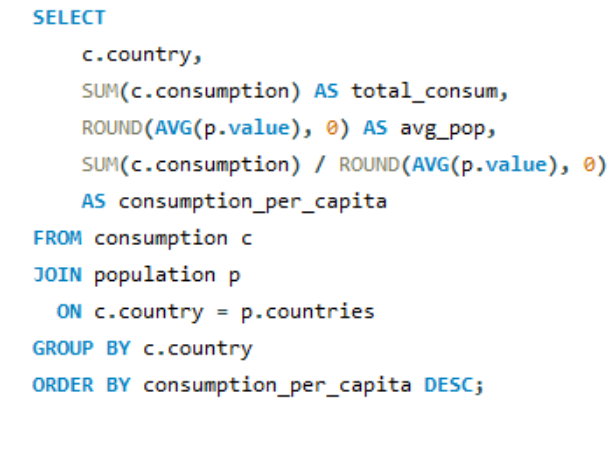 SELECT
    c.country,
    SUM(c.consumption) AS total_consum,
    ROUND(AVG(p.value), 0) AS avg_pop,
    SUM(c.consumption) / ROUND(AVG(p.value), 0)
    AS consumption_per_capita
FROM consumption c
JOIN population p
  ON c.country = p.countries
GROUP BY c.country
ORDER BY consumption_per_capita DESC;